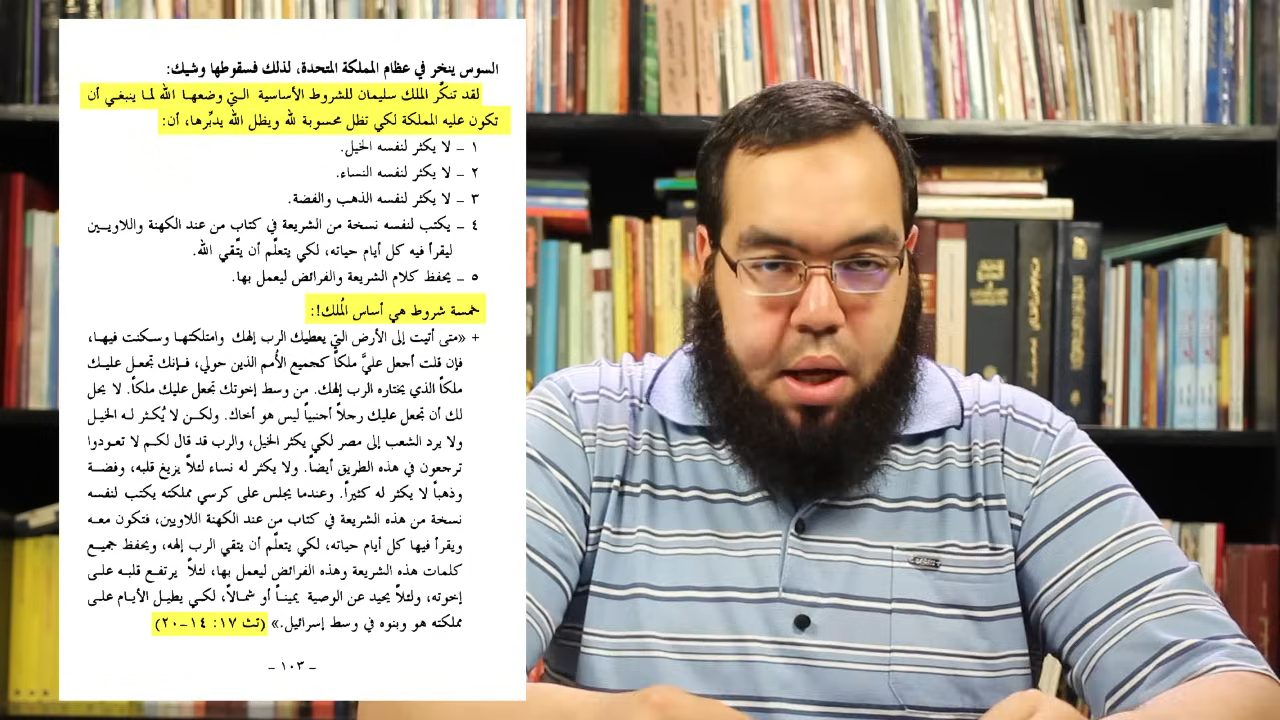 السوس ينخر في عظام المملكة المتحدة، لذلك فسقوطها وشيك:
لقد تنكّر الملك سليمان للشروط الأساسية التي وضعها الله لما ينبغي أن
تكون عليه المملكة لكي تظل محسوبة لله ويظل الله يدبِّرها، أن:
١ – لا يكثر لنفسه الخيل.
٢ – لا يكثر لنفسه النساء.
٣ – لا يكثر لنفسه الذهب والفضة.
٤ – يكتب لنفسه نسخة من الشريعة في كتاب من عند الكهنة واللاويين
ليقرأ فيه كل أيام حياته، لكي يتعلَّم أن يتَّقي الله.
٥ – يحفظ كلام الشريعة والفرائض ليعمل بها.
خمسة شروط هي أساس المُلك!:
+ «متى أتيت إلى الأرض التي يعطيك الرب إلهك وامتلكتها وسكنت فيها،
فإن قلت أجعل عليَّ ملكاً كجميع الأُمم الذين حولي، فإنك تجعل عليك
ملكاً الذي يختاره الرب إلهك. من وسط إخوتك تجعل عليك ملكاً. لا يحل
لك أن تجعل عليك رجلاً أجنبياً ليس هو أخاك. ولكن لا يُكثر له الخيل
ولا يرد الشعب إلى مصر لكي يكثر الخيل، والرب قد قال لكم لا تعودوا
ترجعون في هذه الطريق أيضاً. ولا يكثر له نساء لئلاَّ يزيغ قلبه، وفضة
وذهباً لا يكثر له كثيراً. وعندما يجلس على كرسي مملكته يكتب لنفسه
نسخة من هذه الشريعة في كتاب من عند الكهنة اللاويين، فتكون معه
ويقرأ فيها كل أيام حياته، لكي يتعلَّم أن يتقي الرب إلهه، ويحفظ جميع
كلمات هذه الشريعة وهذه الفرائض ليعمل بها، لئلاَّ يرتفع قلبه على
إخوته، ولئلاَّ يحيد عن الوصية يميناً أو شمالاً، لكي يطيل الأيام على
مملكته هو وبنوه في وسط إسرائيل.» (تث ١٧: ١٤–٢٠)
– ١٠٣ –